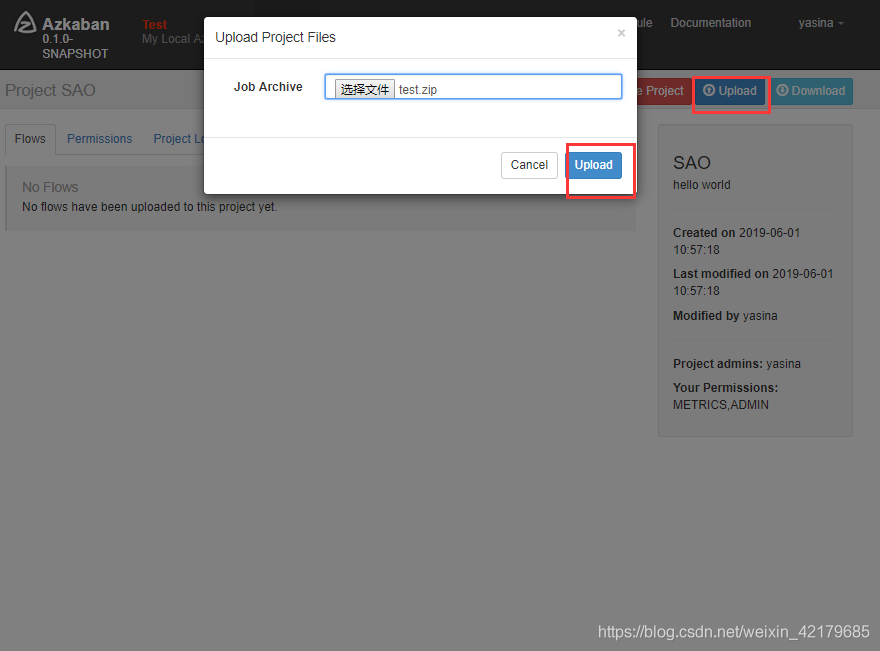 Azkaban
0.1.0-
SNAPSHOT
Test
My Local Az
ule
Documentation
yasina
Upload Project Files
×
Job Archive
选择文件 test.zip
Cancel
Upload
Project SAO
e Project
Upload
Download
Flows
Permissions
Project Lo
No Flows
No flows have been uploaded to this project yet.
SAO
hello world
Created on 2019-06-01
10:57:18
Last modified on 2019-06-01
10:57:18
Modified by yasina
Project admins: yasina
Your Permissions:
METRICS,ADMIN
https://blog.csdn.net/weixin_42179685